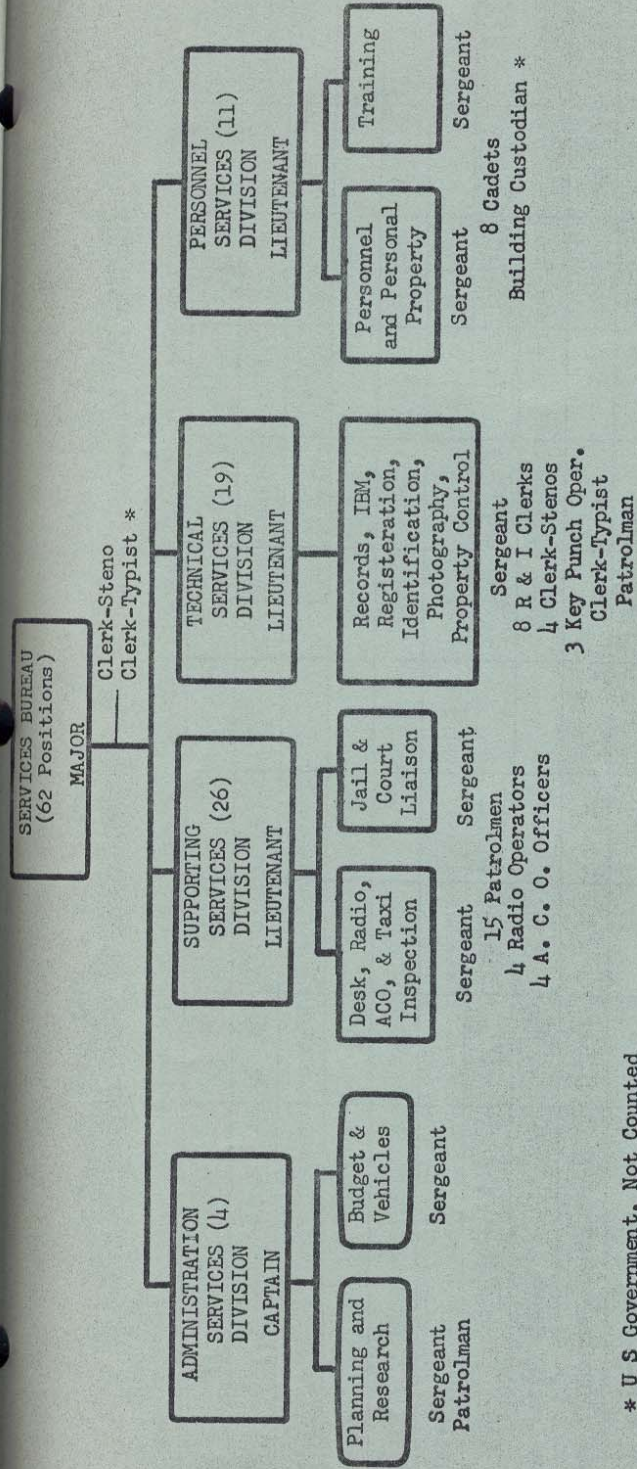 SERVICES BUREAU
(62 Positions)
MAJOR
Clerk-Steno
Clerk-Typist *
ADMINISTRATION
SERVICES (4)
DIVISION
CAPTAIN
Planning and
Research
Sergeant
Patrolman
Budget &
Vehicles
Sergeant
SUPPORTING
SERVICES (26)
DIVISION
LIEUTENANT
Desk, Radio,
ACO, & Taxi
Inspection
Sergeant
Jail &
Court
Liaison
Sergeant
15 Patrolmen
4 Radio Operators
4 A. C. O. Officers
TECHNICAL
SERVICES (19)
DIVISION
LIEUTENANT
Records, IBM,
Registeration,
Identification,
Photography,
Property Control
Sergeant
8 R & I Clerks
4 Clerk-Stenos
3 Key Punch Oper.
Clerk-Typist
Patrolman
PERSONNEL
SERVICES (11)
DIVISION
LIEUTENANT
Personnel
and Personal
Property
Sergeant
Training
Sergeant
8 Cadets
Building Custodian *
* U S Government, Not Counted